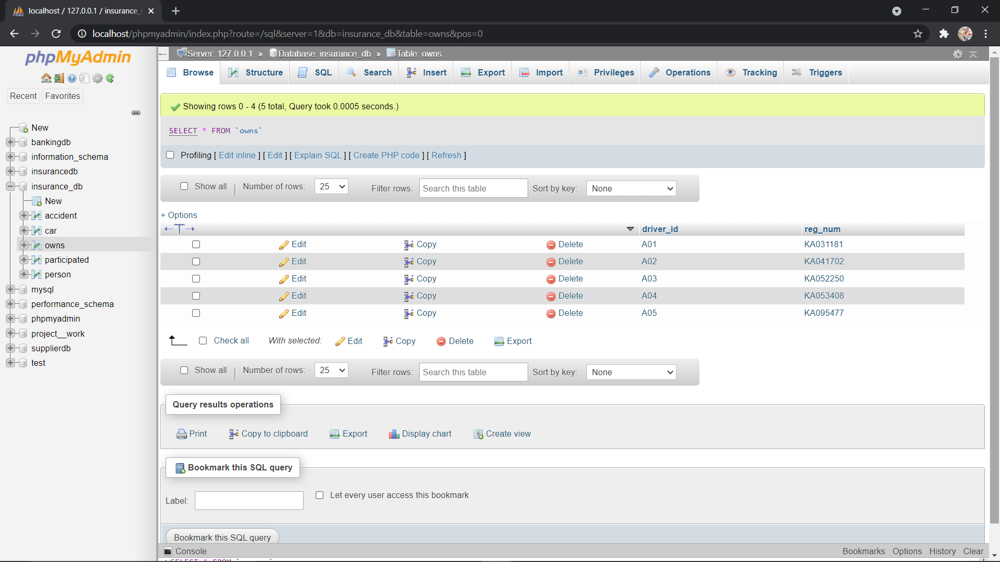 localhost / 127.0.0.1 / insurance_
localhost/phpmyadmin/index.php?route=/sql&server=1&db=insurance_db&table=owns&pos=0
phpMyAdmin
Recent Favorites
New
bankingdb
information_schema
insurancedb
insurance_db
New
accident
car
owns
participated
person
mysql
performance_schema
phpmyadmin
project__work
supplierdb
test
Server: 127.0.0.1 » Database: insurance_db » Table: owns
Browse Structure SQL Search Insert Export Import Privileges Operations Tracking Triggers
Showing rows 0 - 4 (5 total, Query took 0.0005 seconds.)
SELECT * FROM `owns`
Profiling [ Edit inline ] [ Edit ] [ Explain SQL ] [ Create PHP code ] [ Refresh ]
Show all | Number of rows: 25 Filter rows: Search this table Sort by key: None
+ Options
←T→ driver_id reg_num
Edit Copy Delete A01 KA031181
Edit Copy Delete A02 KA041702
Edit Copy Delete A03 KA052250
Edit Copy Delete A04 KA053408
Edit Copy Delete A05 KA095477
Check all With selected: Edit Copy Delete Export
Show all | Number of rows: 25 Filter rows: Search this table Sort by key: None
Query results operations
Print Copy to clipboard Export Display chart Create view
Bookmark this SQL query
Label: Let every user access this bookmark
Bookmark this SQL query
Console Bookmarks Options History Clear
>SELECT * FROM